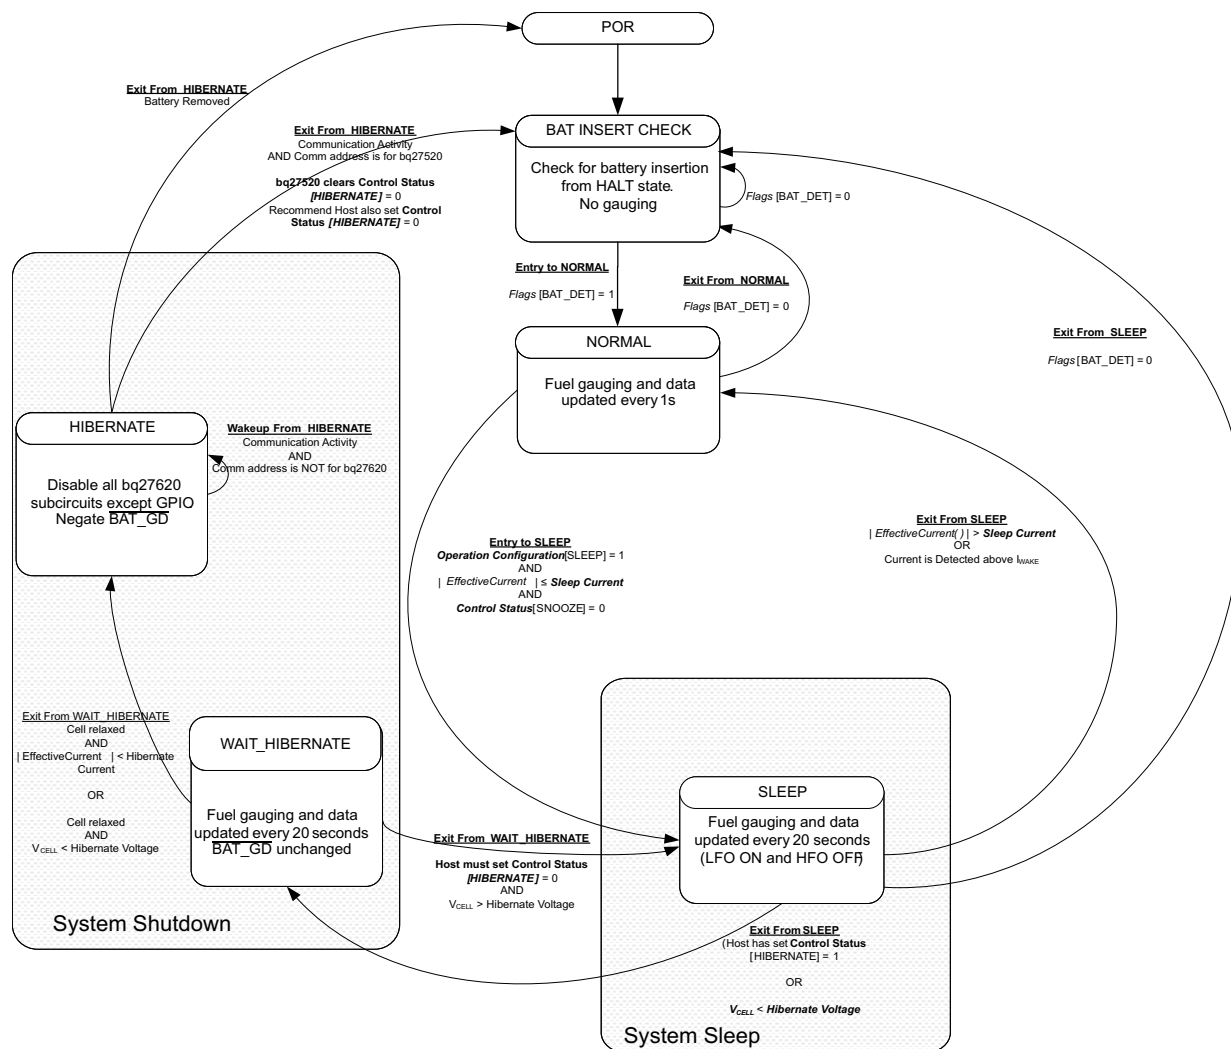 POR
Exit From HIBERNATE
Battery Removed
Exit From HIBERNATE
Communication Activity
AND Comm address is for bq27520
bq27520 clears Control Status
[HIBERNATE] = 0
Recommend Host also set Control
Status [HIBERNATE] = 0
BAT INSERT CHECK
Check for battery insertion
from HALT state.
No gauging
Flags [BAT_DET] = 0
Entry to NORMAL
Flags [BAT_DET] = 1
Exit From NORMAL
Flags [BAT_DET] = 0
Exit From SLEEP
Flags [BAT_DET] = 0
NORMAL
Fuel gauging and data
updated every 1s
HIBERNATE
Disable all bq27620
subcircuits except GPIO
Negate BAT_GD
Wakeup From HIBERNATE
Communication Activity
AND
Comm address is NOT for bq27620
Entry to SLEEP
Operation Configuration[SLEEP] = 1
AND
| EffectiveCurrent | ≤ Sleep Current
AND
Control Status[SNOOZE] = 0
Exit From SLEEP
| EffectiveCurrent() | > Sleep Current
OR
Current is Detected above IWAKE
Exit From WAIT_HIBERNATE
Cell relaxed
AND
| EffectiveCurrent | < Hibernate
Current
OR
Cell relaxed
AND
VCELL < Hibernate Voltage
WAIT_HIBERNATE
Fuel gauging and data
updated every 20 seconds
BAT_GD unchanged
Exit From WAIT_HIBERNATE
Host must set Control Status
[HIBERNATE] = 0
AND
VCELL > Hibernate Voltage
SLEEP
Fuel gauging and data
updated every 20 seconds
(LFO ON and HFO OFF)
Exit From SLEEP
(Host has set Control Status
[HIBERNATE] = 1
OR
VCELL < Hibernate Voltage
System Shutdown
System Sleep